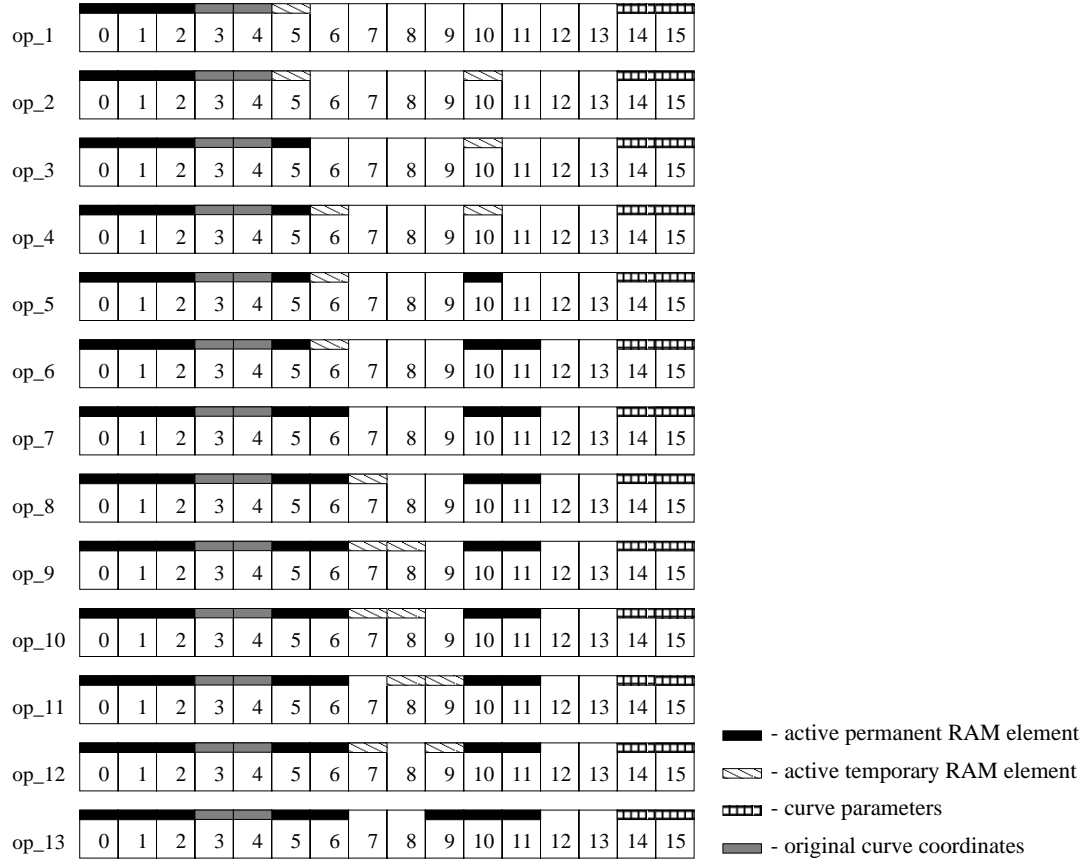 op_1 0 1 2 3 4 5 6 7 8 9 10 11 12 13 14 15
op_2 0 1 2 3 4 5 6 7 8 9 10 11 12 13 14 15
op_3 0 1 2 3 4 5 6 7 8 9 10 11 12 13 14 15
op_4 0 1 2 3 4 5 6 7 8 9 10 11 12 13 14 15
op_5 0 1 2 3 4 5 6 7 8 9 10 11 12 13 14 15
op_6 0 1 2 3 4 5 6 7 8 9 10 11 12 13 14 15
op_7 0 1 2 3 4 5 6 7 8 9 10 11 12 13 14 15
op_8 0 1 2 3 4 5 6 7 8 9 10 11 12 13 14 15
op_9 0 1 2 3 4 5 6 7 8 9 10 11 12 13 14 15
op_10 0 1 2 3 4 5 6 7 8 9 10 11 12 13 14 15
op_11 0 1 2 3 4 5 6 7 8 9 10 11 12 13 14 15
op_12 0 1 2 3 4 5 6 7 8 9 10 11 12 13 14 15
op_13 0 1 2 3 4 5 6 7 8 9 10 11 12 13 14 15
- active permanent RAM element
- active temporary RAM element
- curve parameters
- original curve coordinates